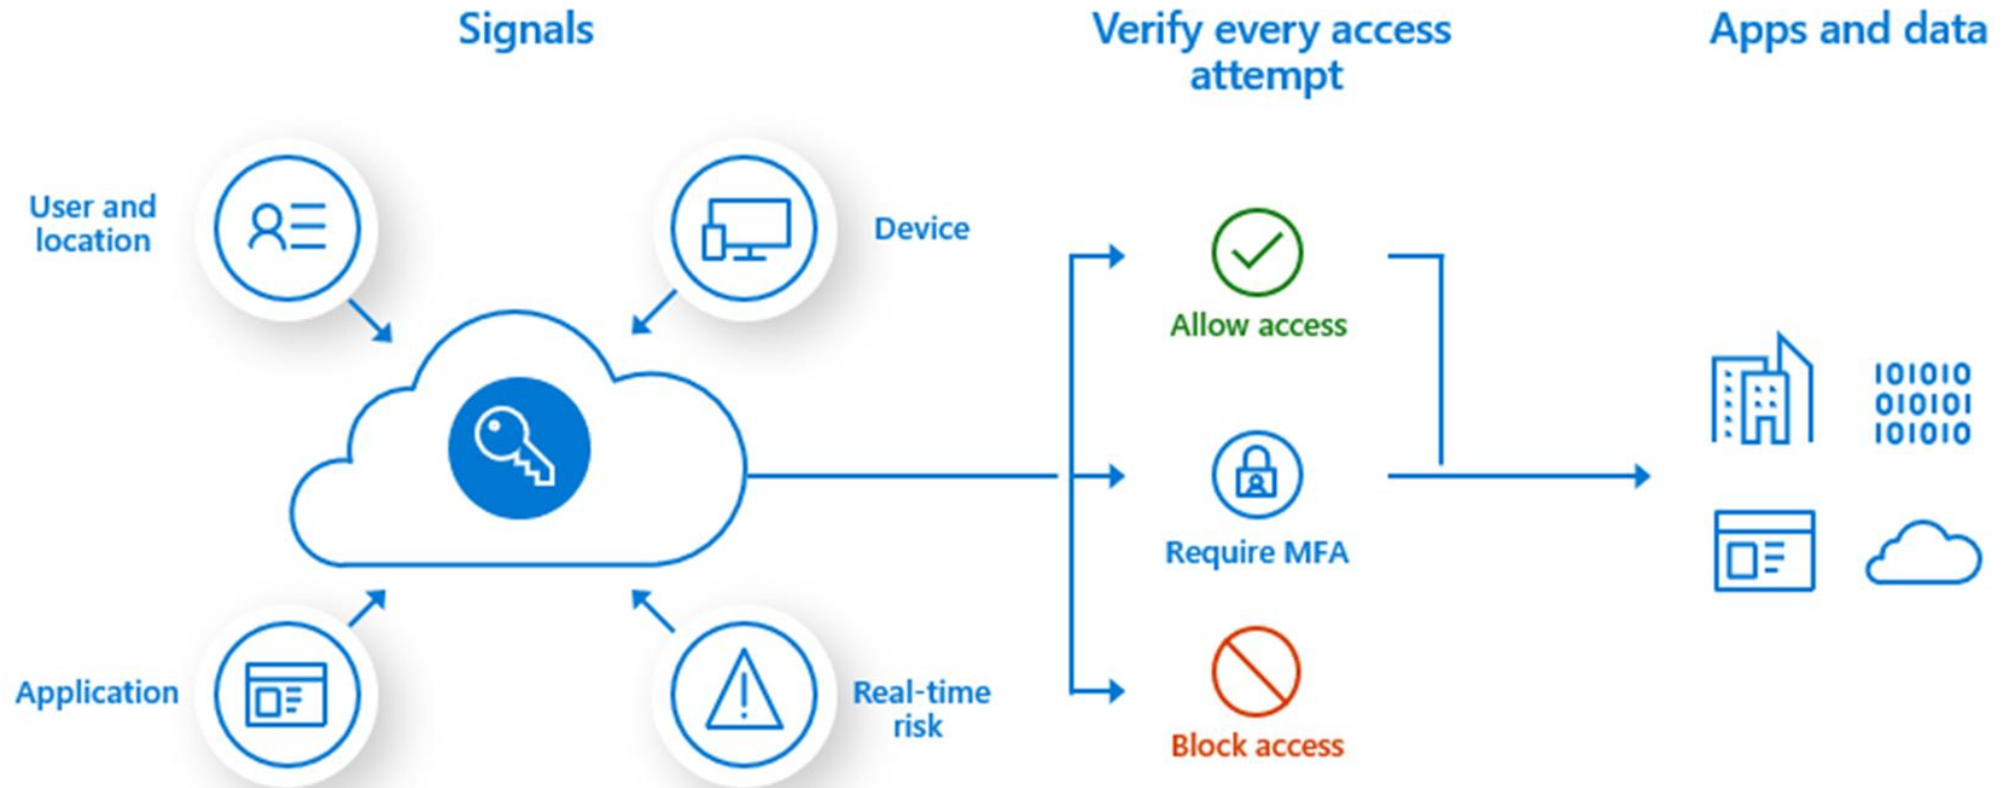 Signals
Verify every access
attempt
Apps and data
User and
location
Device
Allow access
101010
010101
101010
Require MFA
Application
Real-time
risk
Block access